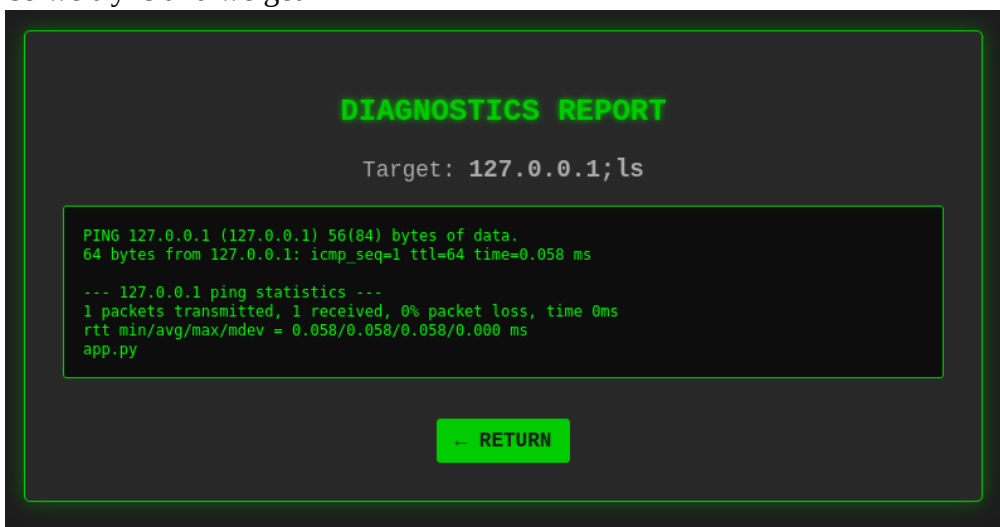 DIAGNOSTICS REPORT
Target: 127.0.0.1;ls
PING 127.0.0.1 (127.0.0.1) 56(84) bytes of data.
64 bytes from 127.0.0.1: icmp_seq=1 ttl=64 time=0.058 ms
--- 127.0.0.1 ping statistics ---
1 packets transmitted, 1 received, 0% packet loss, time 0ms
rtt min/avg/max/mdev = 0.058/0.058/0.058/0.000 ms
app.py
← RETURN